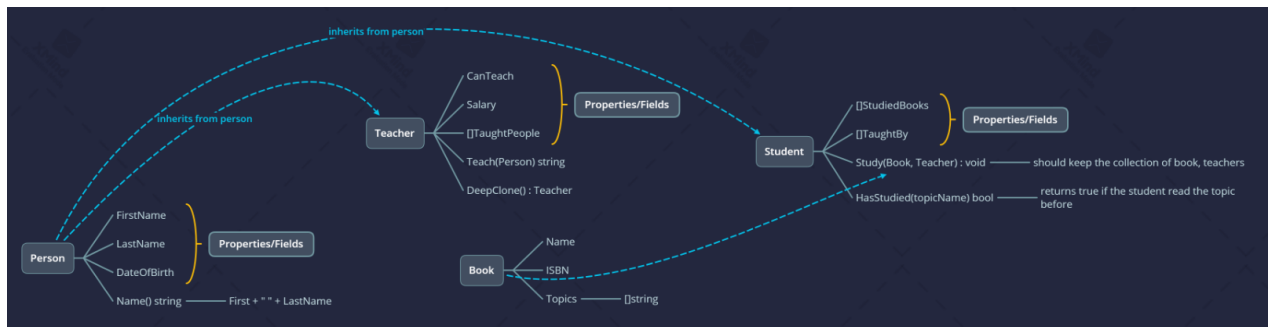 inherits from person
inherits from person
Teacher
CanTeach
Salary
[]TaughtPeople
Properties/Fields
Teach(Person) string
DeepClone() : Teacher
Student
[]StudiedBooks
[]TaughtBy
Properties/Fields
Study(Book, Teacher) : void
should keep the collection of book, teachers
HasStudied(topicName) bool
returns true if the student read the topic
before
Person
FirstName
LastName
DateOfBirth
Properties/Fields
Name() string
First + " " + LastName
Book
Name
ISBN
Topics
[]string